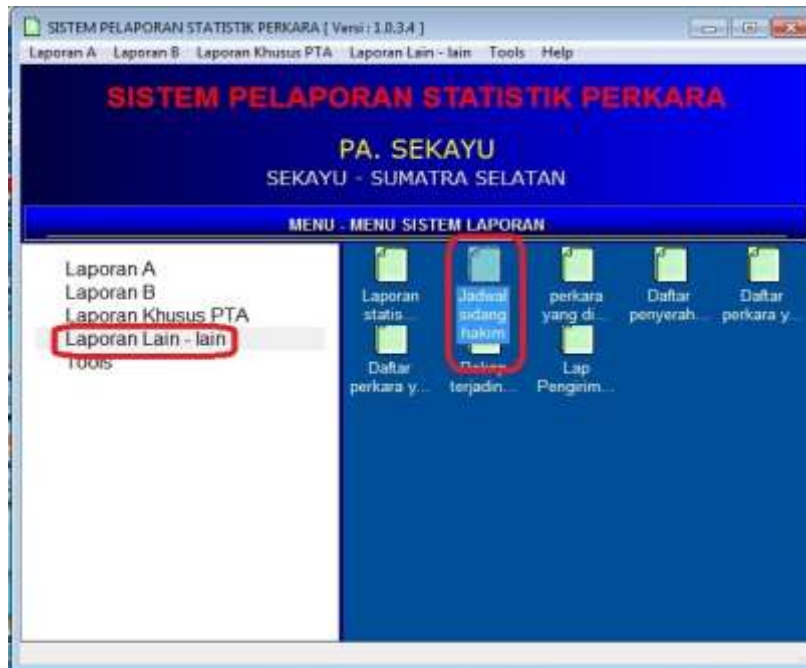 SISTEM PELAPORAN STATISTIK PERKARA [ Versi : 1.0.3.4 ]
Laporan A Laporan B Laporan Khusus PTA Laporan Lain - lain Tools Help
SISTEM PELAPORAN STATISTIK PERKARA
PA. SEKAYU
SEKAYU - SUMATRA SELATAN
MENU - MENU SISTEM LAPORAN
Laporan A
Laporan B
Laporan Khusus PTA
Laporan Lain - lain
Tools
Laporan
statis...
Jadwal
sidang
hakim
perkara
yang di...
Daftar
penyerah...
Daftar
perkara y...
Daftar
perkara y...
terjadin...
Lap
Pengirim...